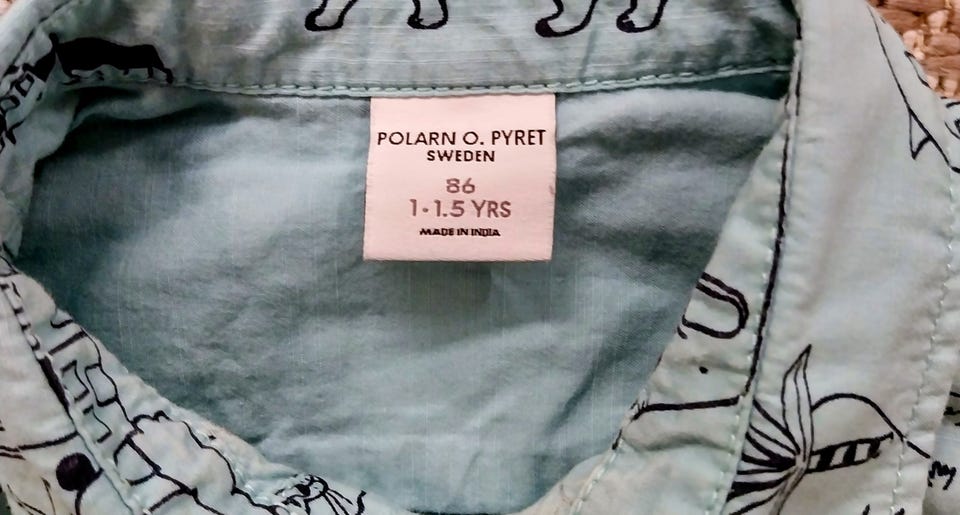 POLARN O. PYRET
SWEDEN
86
1-1.5 YRS
MADE IN INDIA